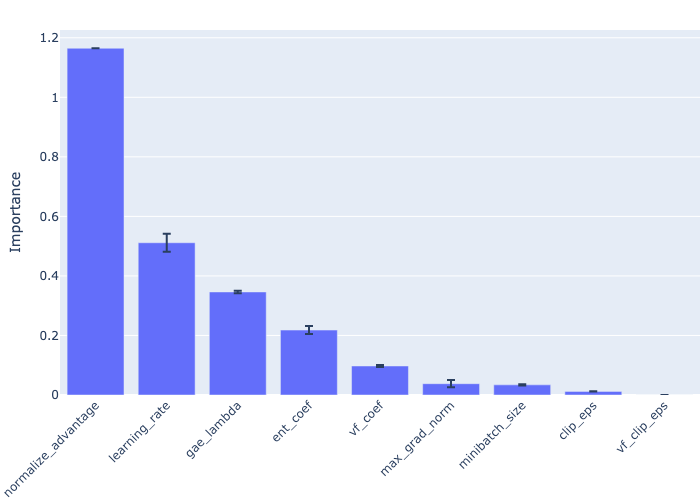 Importance
1.2
1
0.8
0.6
0.4
0.2
0
normalize_advantage
learning_rate
gae_lambda
ent_coef
vf_coef
max_grad_norm
minibatch_size
clip_eps
vf_clip_eps